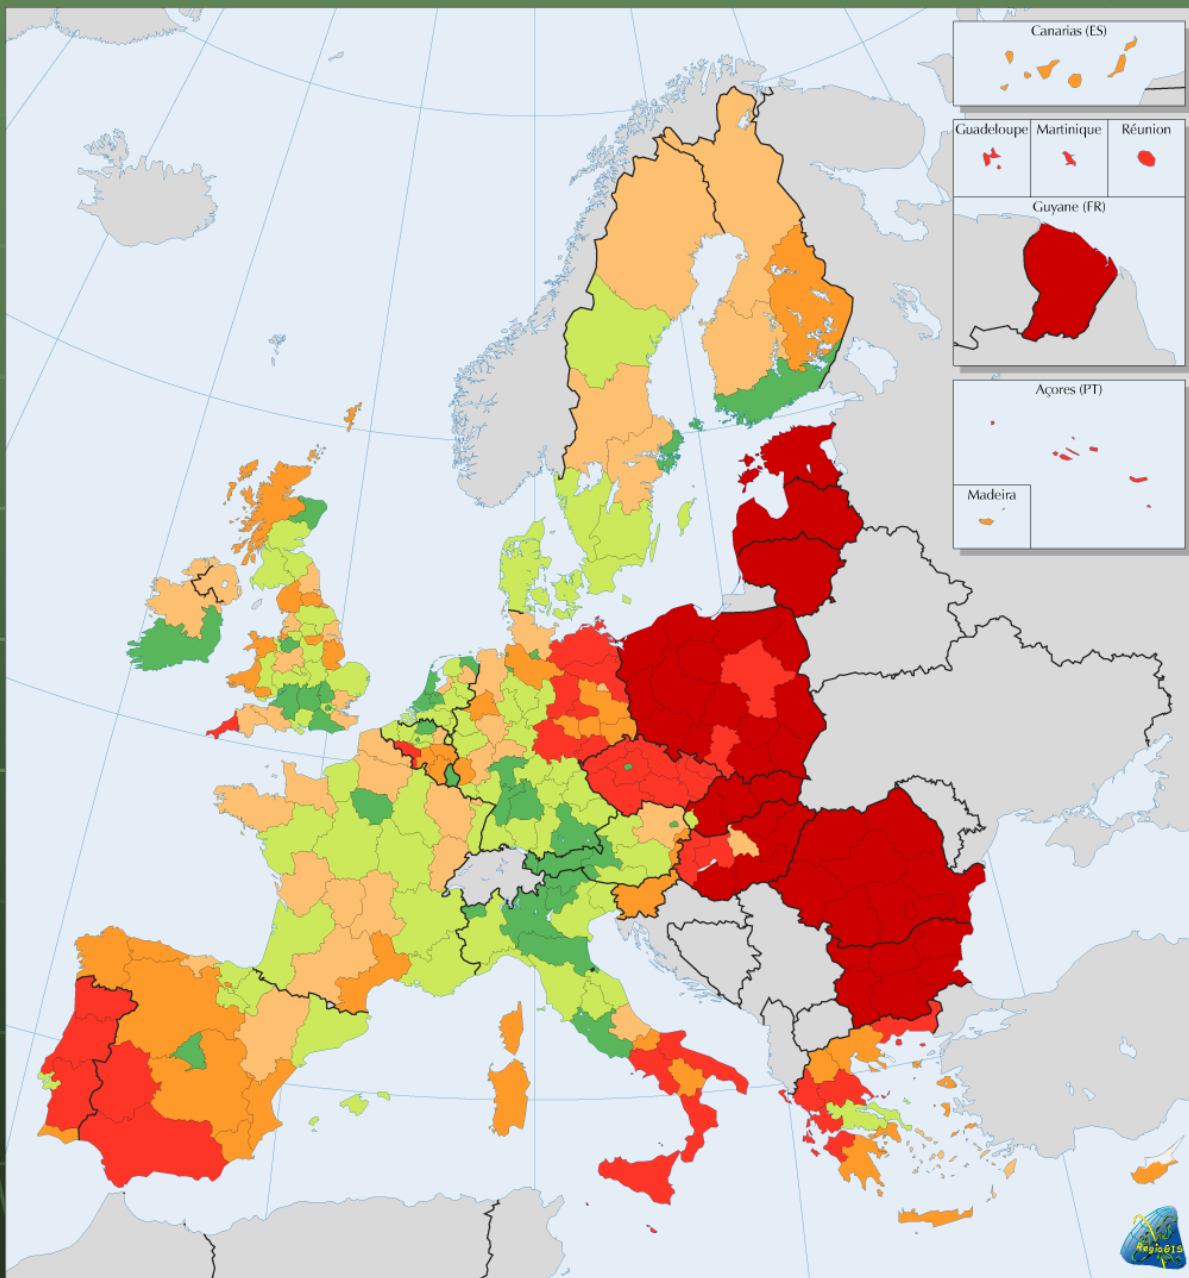 Canarias (ES)
Guadeloupe Martinique Réunion
Guyane (FR)
Açores (PT)
Madeira
RegioGIS